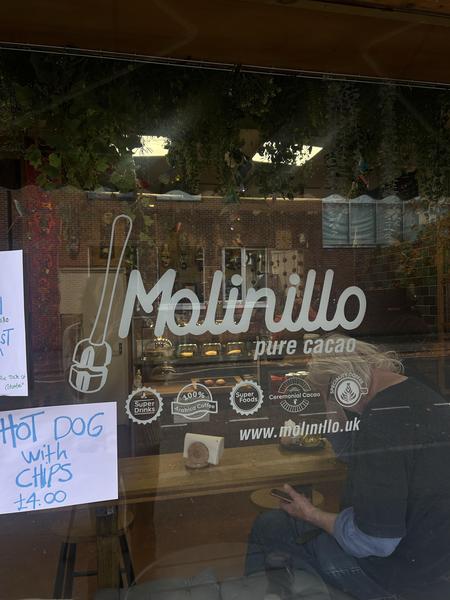 Molinillo
pure cacao
Super
Drinks
100%
Arabica Coffee
Super
Foods
Ceremonial Cacao
www.molinillo.uk
HOT DOG
with
CHIPS
£4.00